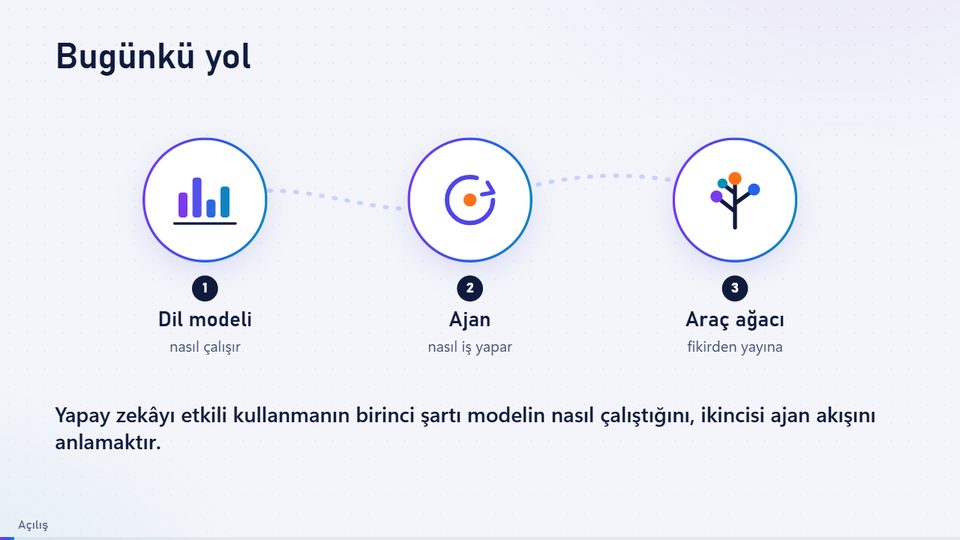 Bugünkü yol
1
2
3
Dil modeli
Ajan
Araç ağacı
nasıl çalışır
nasıl iş yapar
fikirden yayına
Yapay zekâyı etkili kullanmanın birinci şartı modelin nasıl çalıştığını, ikincisi ajan akışını
anlamaktır.
Açılış